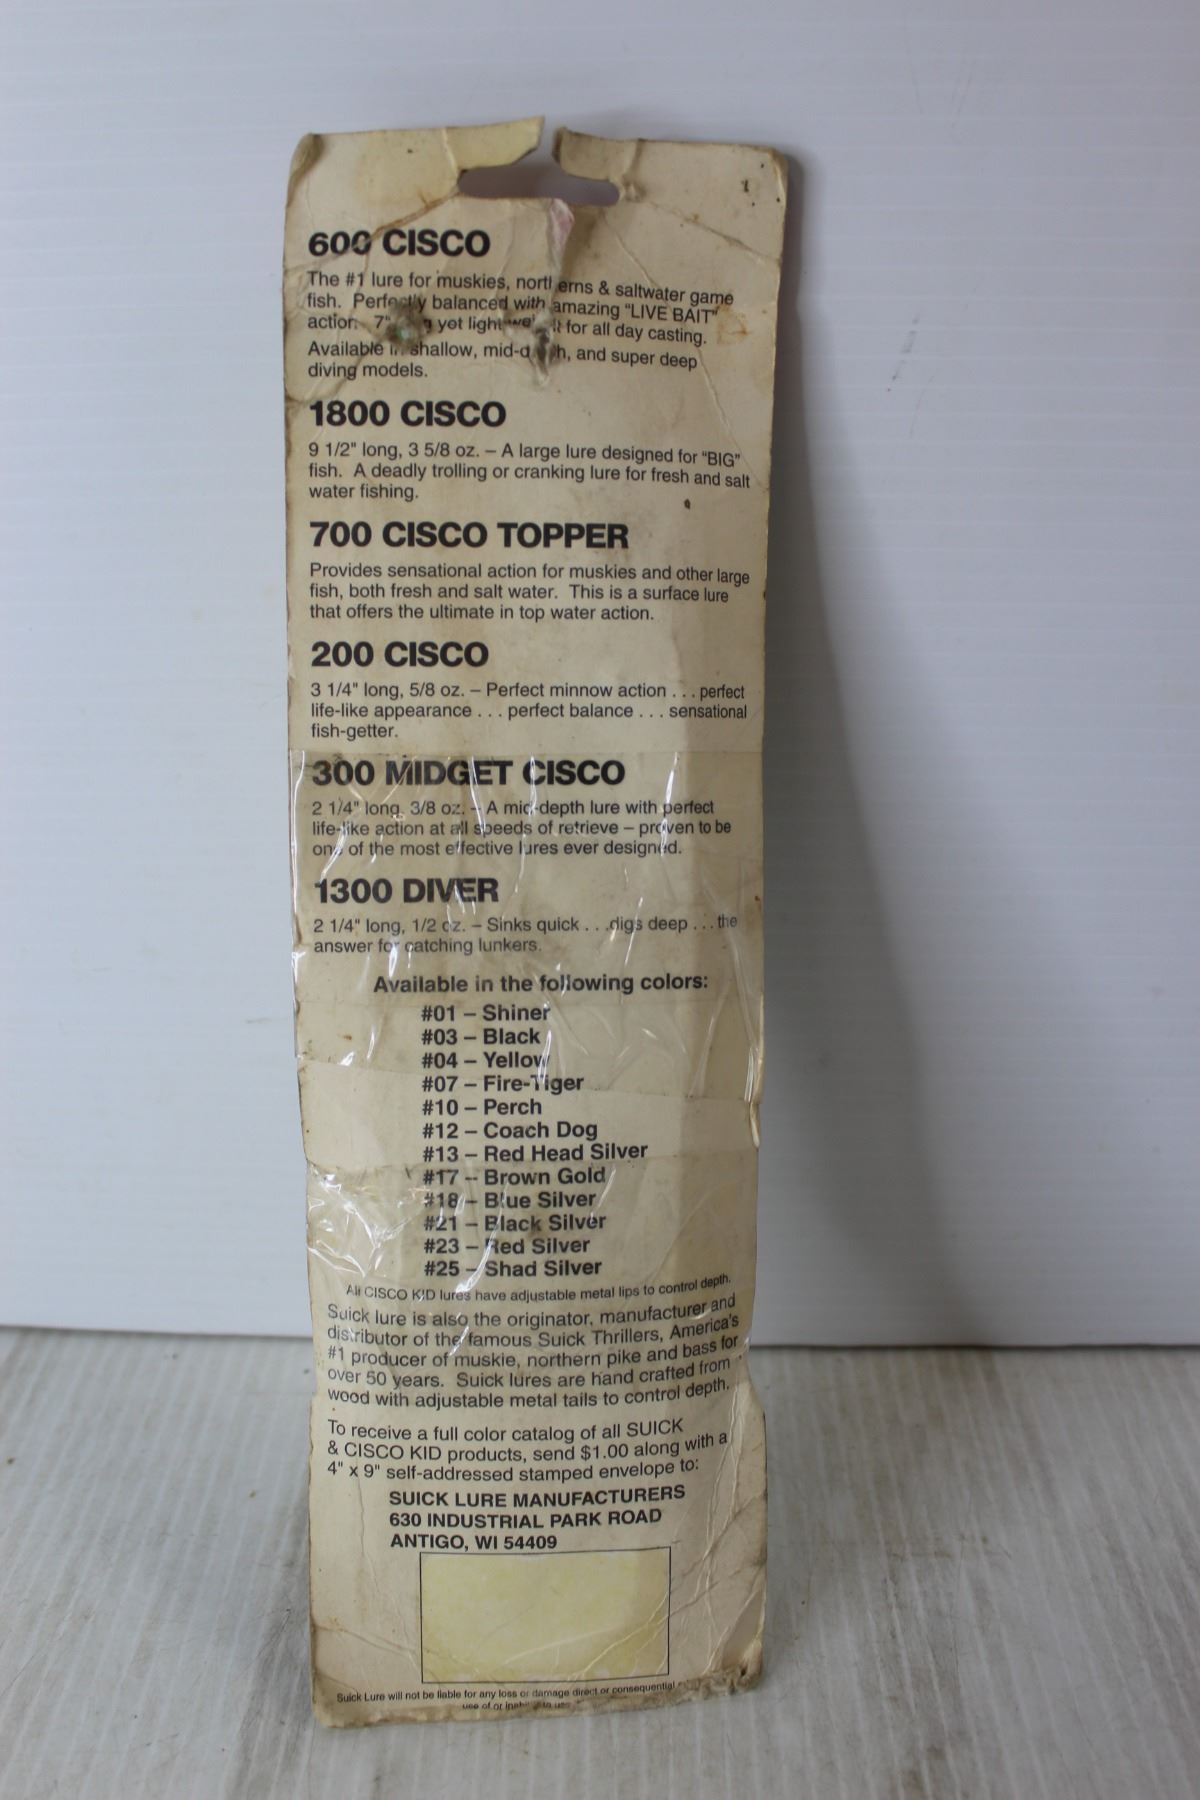 600 CISCO
The #1 lure for muskies, northerns & saltwater game
fish. Perfectly balanced with amazing "LIVE BAIT"
action. 7" yet light for all day casting.
Available in shallow, mid-depth, and super deep
diving models.
1800 CISCO
9 1/2" long, 3 5/8 oz. – A large lure designed for "BIG"
fish. A deadly trolling or cranking lure for fresh and salt
water fishing.
700 CISCO TOPPER
Provides sensational action for muskies and other large
fish, both fresh and salt water. This is a surface lure
that offers the ultimate in top water action.
200 CISCO
3 1/4" long, 5/8 oz. – Perfect minnow action . . . perfect
life-like appearance . . . perfect balance . . . sensational
fish-getter.
300 MIDGET CISCO
2 1/4" long, 3/8 oz. – A mid-depth lure with perfect
life-like action at all speeds of retrieve – proven to be
one of the most effective lures ever designed.
1300 DIVER
2 1/4" long, 1/2 oz. – Sinks quick . . .digs deep . . . the
answer for catching lunkers.
Available in the following colors:
#01 – Shiner
#03 – Black
#04 – Yellow
#07 – Fire-Tiger
#10 – Perch
#12 – Coach Dog
#13 – Red Head Silver
#17 – Brown Gold
#18 – Blue Silver
#21 – Black Silver
#23 – Red Silver
#25 – Shad Silver
All CISCO KID lures have adjustable metal lips to control depth.
Suick lure is also the originator, manufacturer and
distributor of the famous Suick Thrillers, America's
#1 producer of muskie, northern pike and bass for
over 50 years. Suick lures are hand crafted from
wood with adjustable metal tails to control depth.
To receive a full color catalog of all SUICK
& CISCO KID products, send $1.00 along with a
4" x 9" self-addressed stamped envelope to:
SUICK LURE MANUFACTURERS
630 INDUSTRIAL PARK ROAD
ANTIGO, WI 54409
Suick Lure will not be liable for any loss or damage direct or consequential
use of or inability to use